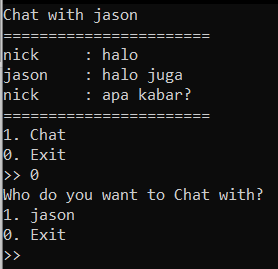 Chat with jason
=======================
nick     : halo
jason    : halo juga
nick     : apa kabar?
=======================
1. Chat
0. Exit
>> 0
Who do you want to Chat with?
1. jason
0. Exit
>>